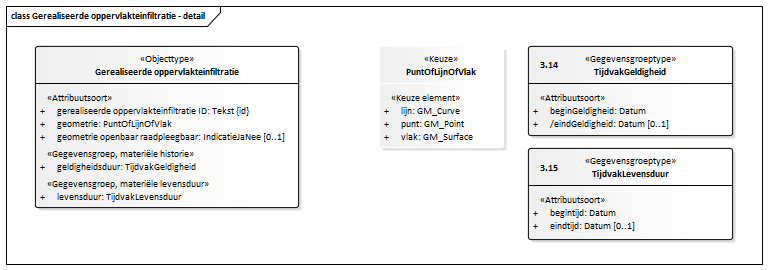 class Gerealiseerde oppervlakteinfiltratie - detail
«Objecttype»
Gerealiseerde oppervlakteinfiltratie
«Attribuutsoort»
+ gerealiseerde oppervlakteinfiltratie ID: Tekst {id}
+ geometrie: PuntOfLijnOfVlak
+ geometrie openbaar raadpleegbaar: IndicatieJaNee [0..1]
«Gegevensgroep, materiële historie»
+ geldigheidsduur: TijdvakGeldigheid
«Gegevensgroep, materiële levensduur»
+ levensduur: TijdvakLevensduur
«Keuze»
PuntOfLijnOfVlak
«Keuze element»
+ lijn: GM_Curve
+ punt: GM_Point
+ vlak: GM_Surface
3.14 «Gegevensgroeptype»
TijdvakGeldigheid
«Attribuutsoort»
+ beginGeldigheid: Datum
+ /eindGeldigheid: Datum [0..1]
3.15 «Gegevensgroeptype»
TijdvakLevensduur
«Attribuutsoort»
+ begintijd: Datum
+ eindtijd: Datum [0..1]